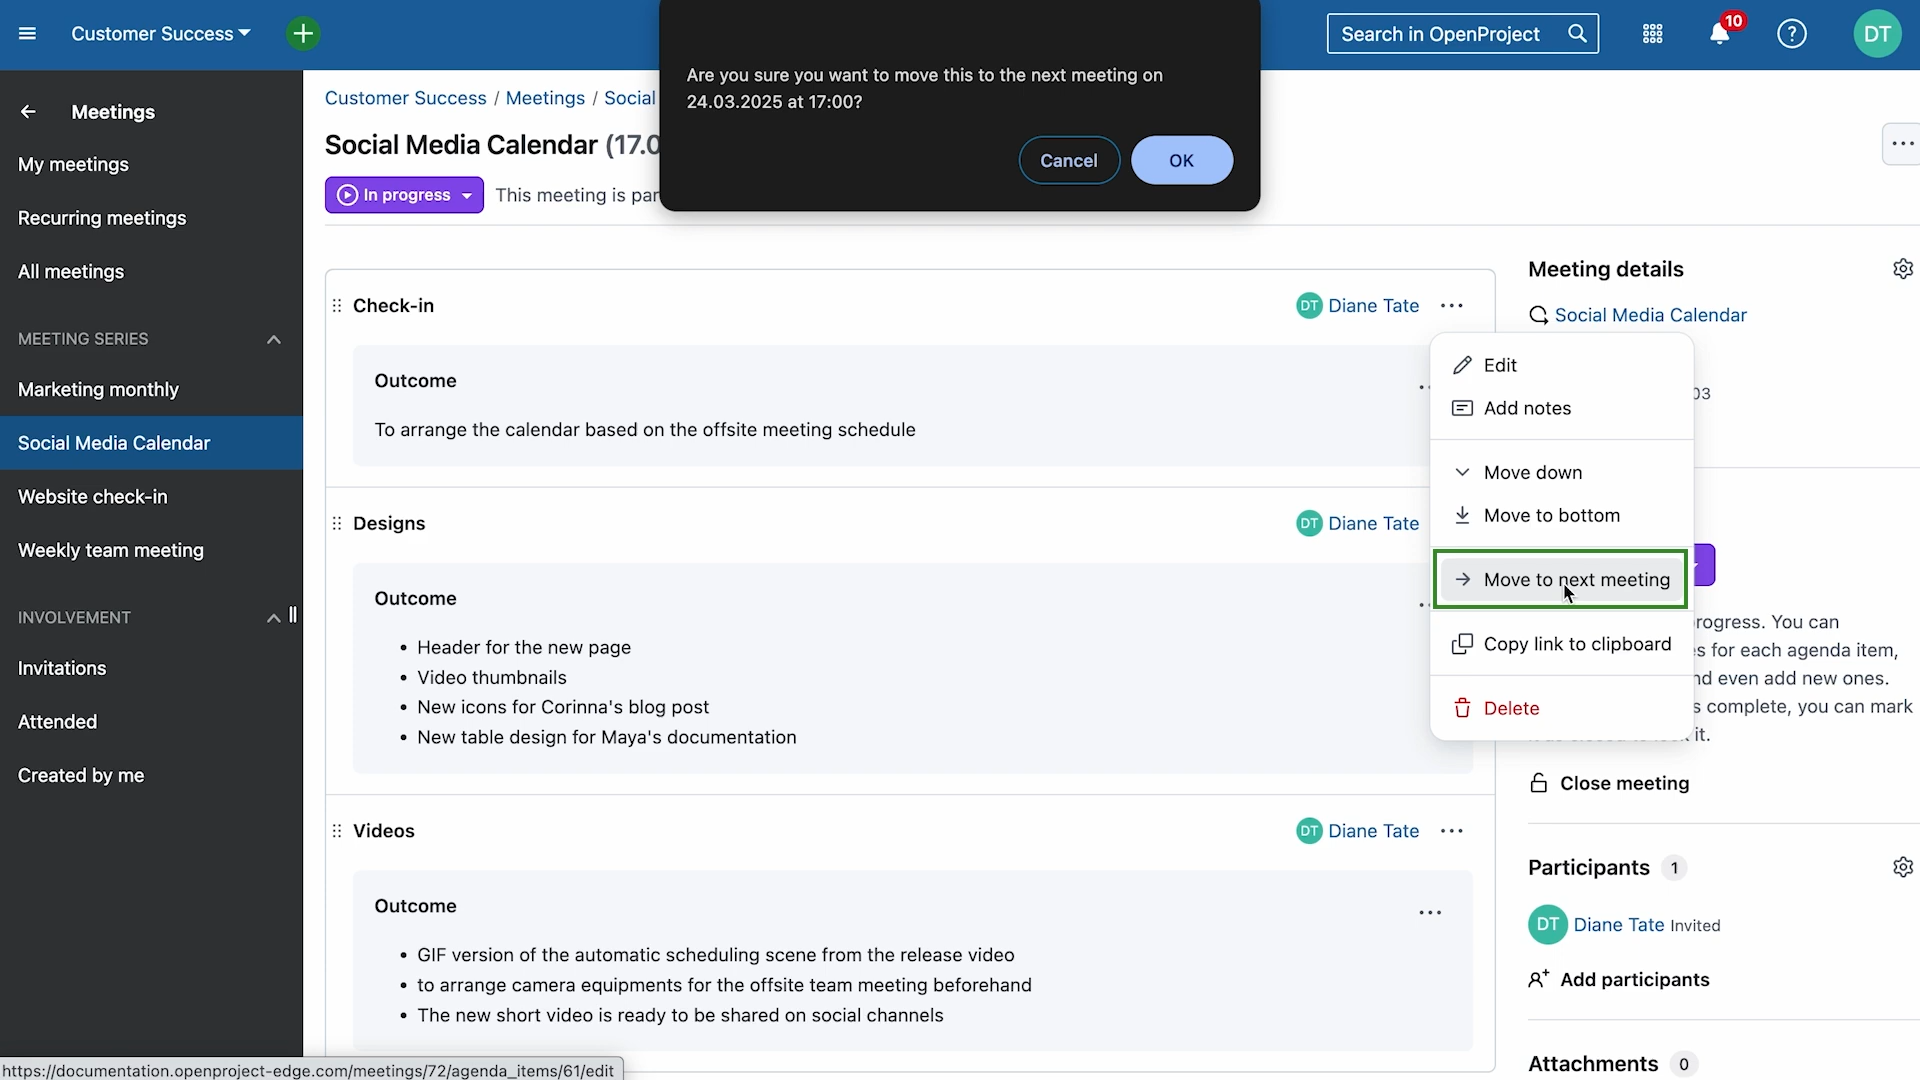 Customer Success
Search in OpenProject
10
?
DT
Are you sure you want to move this to the next meeting on
24.03.2025 at 17:00?
Cancel
OK
Meetings
My meetings
Recurring meetings
All meetings
MEETING SERIES
Marketing monthly
Social Media Calendar
Website check-in
Weekly team meeting
INVOLVEMENT
Invitations
Attended
Created by me
Customer Success / Meetings / Social
Social Media Calendar (17.0
In progress
This meeting is par
Check-in
DT Diane Tate
Outcome
To arrange the calendar based on the offsite meeting schedule
Designs
DT Diane Tate
Outcome
• Header for the new page
• Video thumbnails
• New icons for Corinna's blog post
• New table design for Maya's documentation
Videos
DT Diane Tate
Outcome
• GIF version of the automatic scheduling scene from the release video
• to arrange camera equipments for the offsite team meeting beforehand
• The new short video is ready to be shared on social channels
Edit
Add notes
Move down
Move to bottom
Move to next meeting
Copy link to clipboard
Delete
Meeting details
Social Media Calendar
03
rogress. You can
s for each agenda item,
nd even add new ones.
s complete, you can mark
it.
Close meeting
Participants 1
DT Diane Tate Invited
Add participants
Attachments 0
https://documentation.openproject-edge.com/meetings/72/agenda_items/61/edit